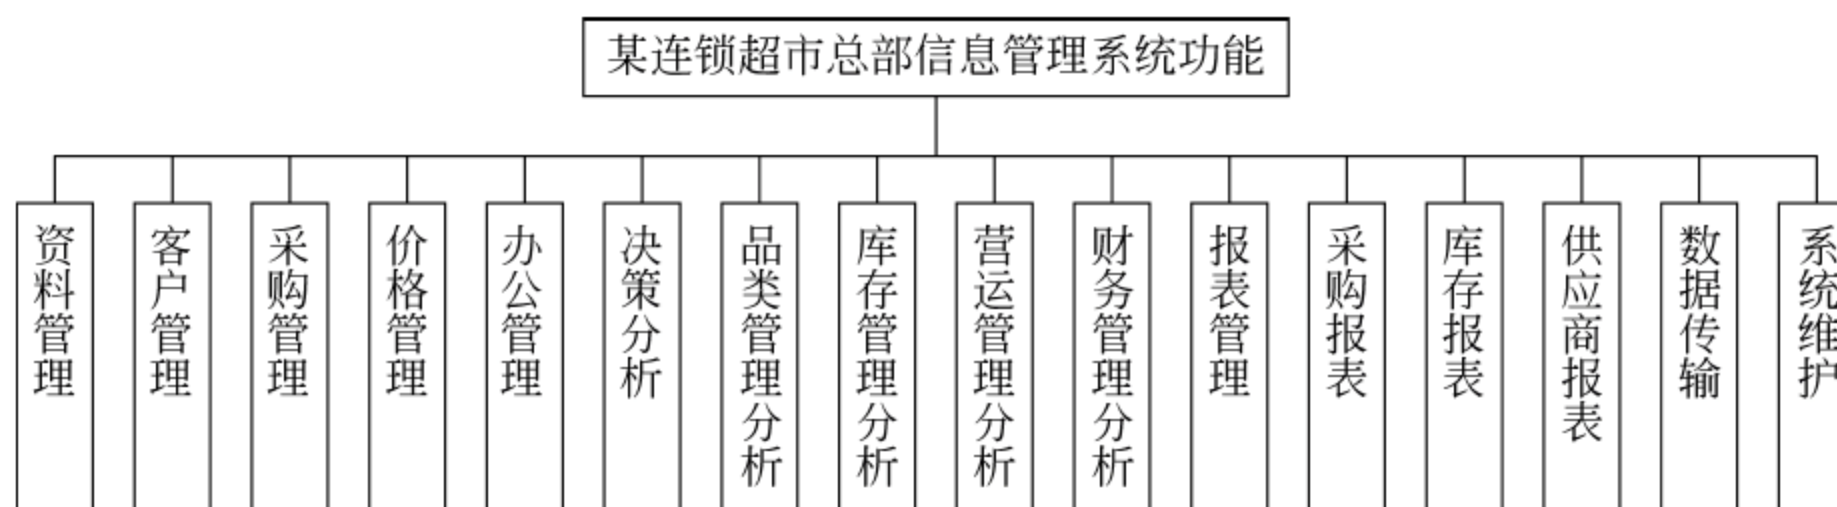 某连锁超市总部信息管理系统功能
资料管理
客户管理
采购管理
价格管理
办公管理
决策分析
品类管理分析
库存管理分析
营运管理分析
财务管理分析
报表管理
采购报表
库存报表
供应商报表
数据传输
系统维护